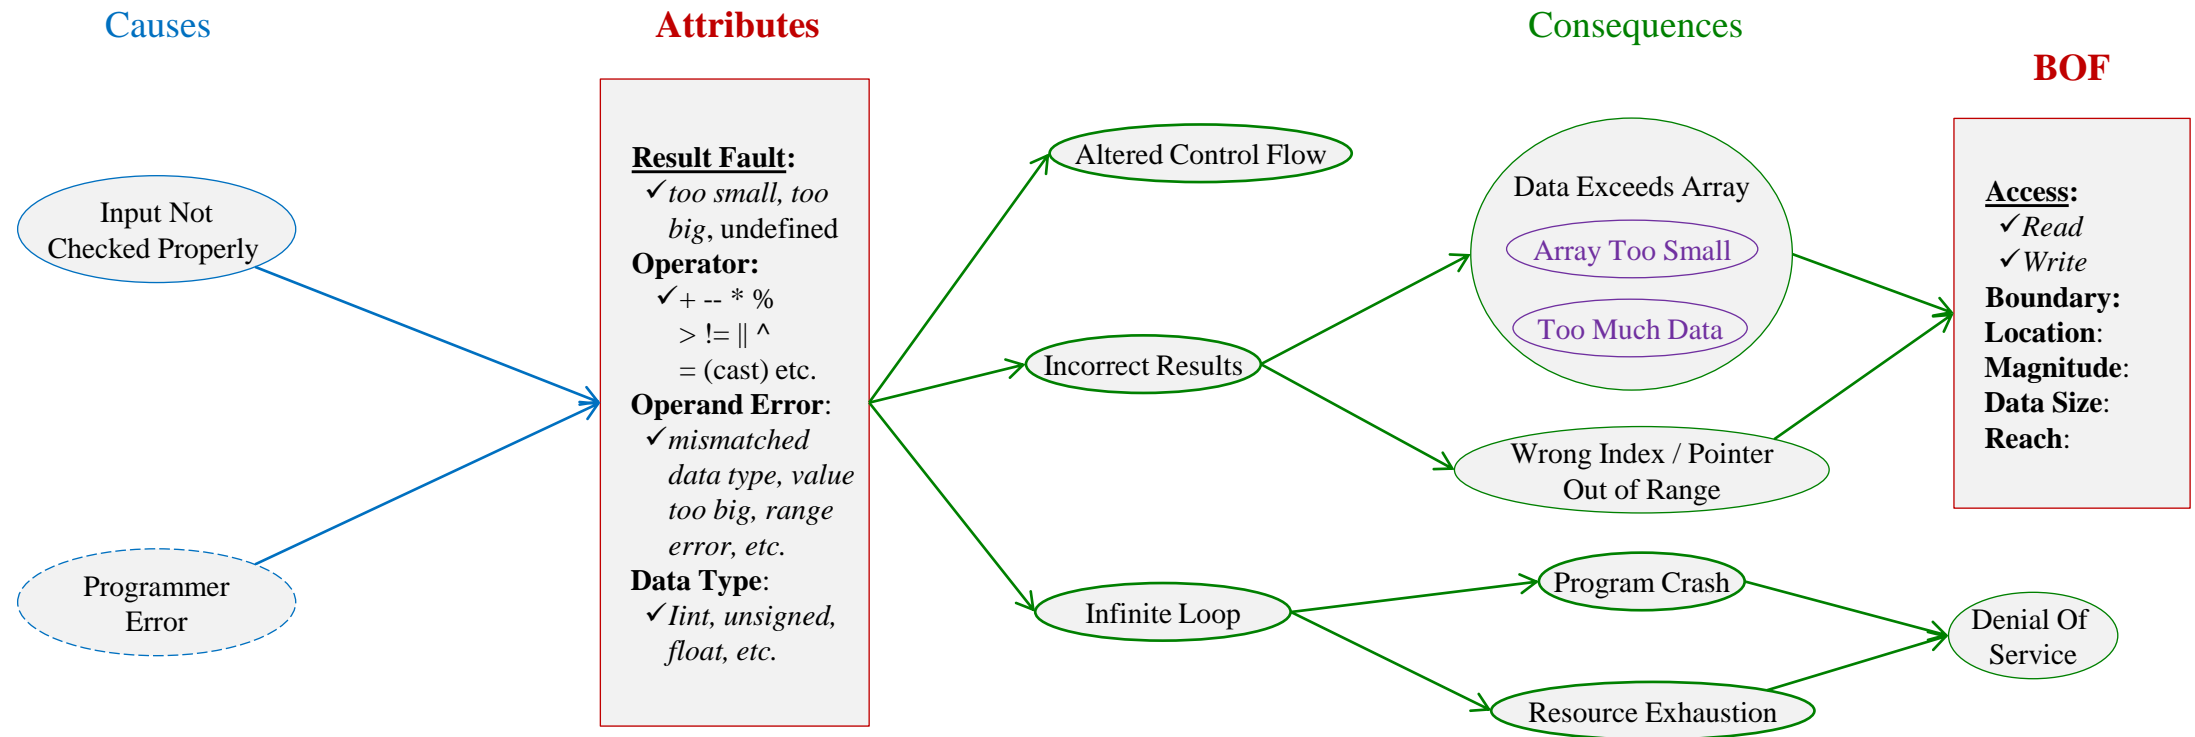 Causes
Attributes
Consequences
BOF
Input Not
Checked Properly
Programmer
Error
Result Fault:
✓too small, too
big, undefined
Operator:
✓+ -- * %
> != || ^
= (cast) etc.
Operand Error:
✓mismatched
data type, value
too big, range
error, etc.
Data Type:
✓Iint, unsigned,
float, etc.
Altered Control Flow
Incorrect Results
Infinite Loop
Data Exceeds Array
Array Too Small
Too Much Data
Wrong Index / Pointer
Out of Range
Program Crash
Resource Exhaustion
Access:
✓Read
✓Write
Boundary:
Location:
Magnitude:
Data Size:
Reach:
Denial Of
Service